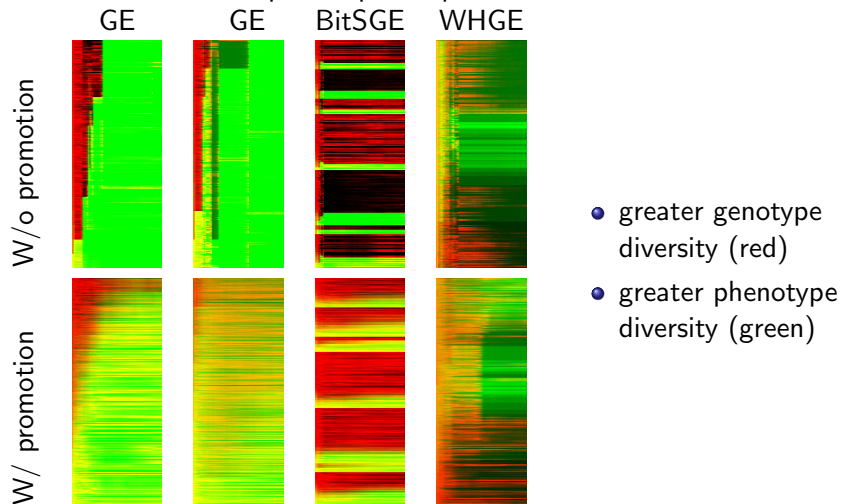 GE GE BitSGE WHGE
W/o promotion
W/ promotion
greater genotype
diversity (red)
greater phenotype
diversity (green)